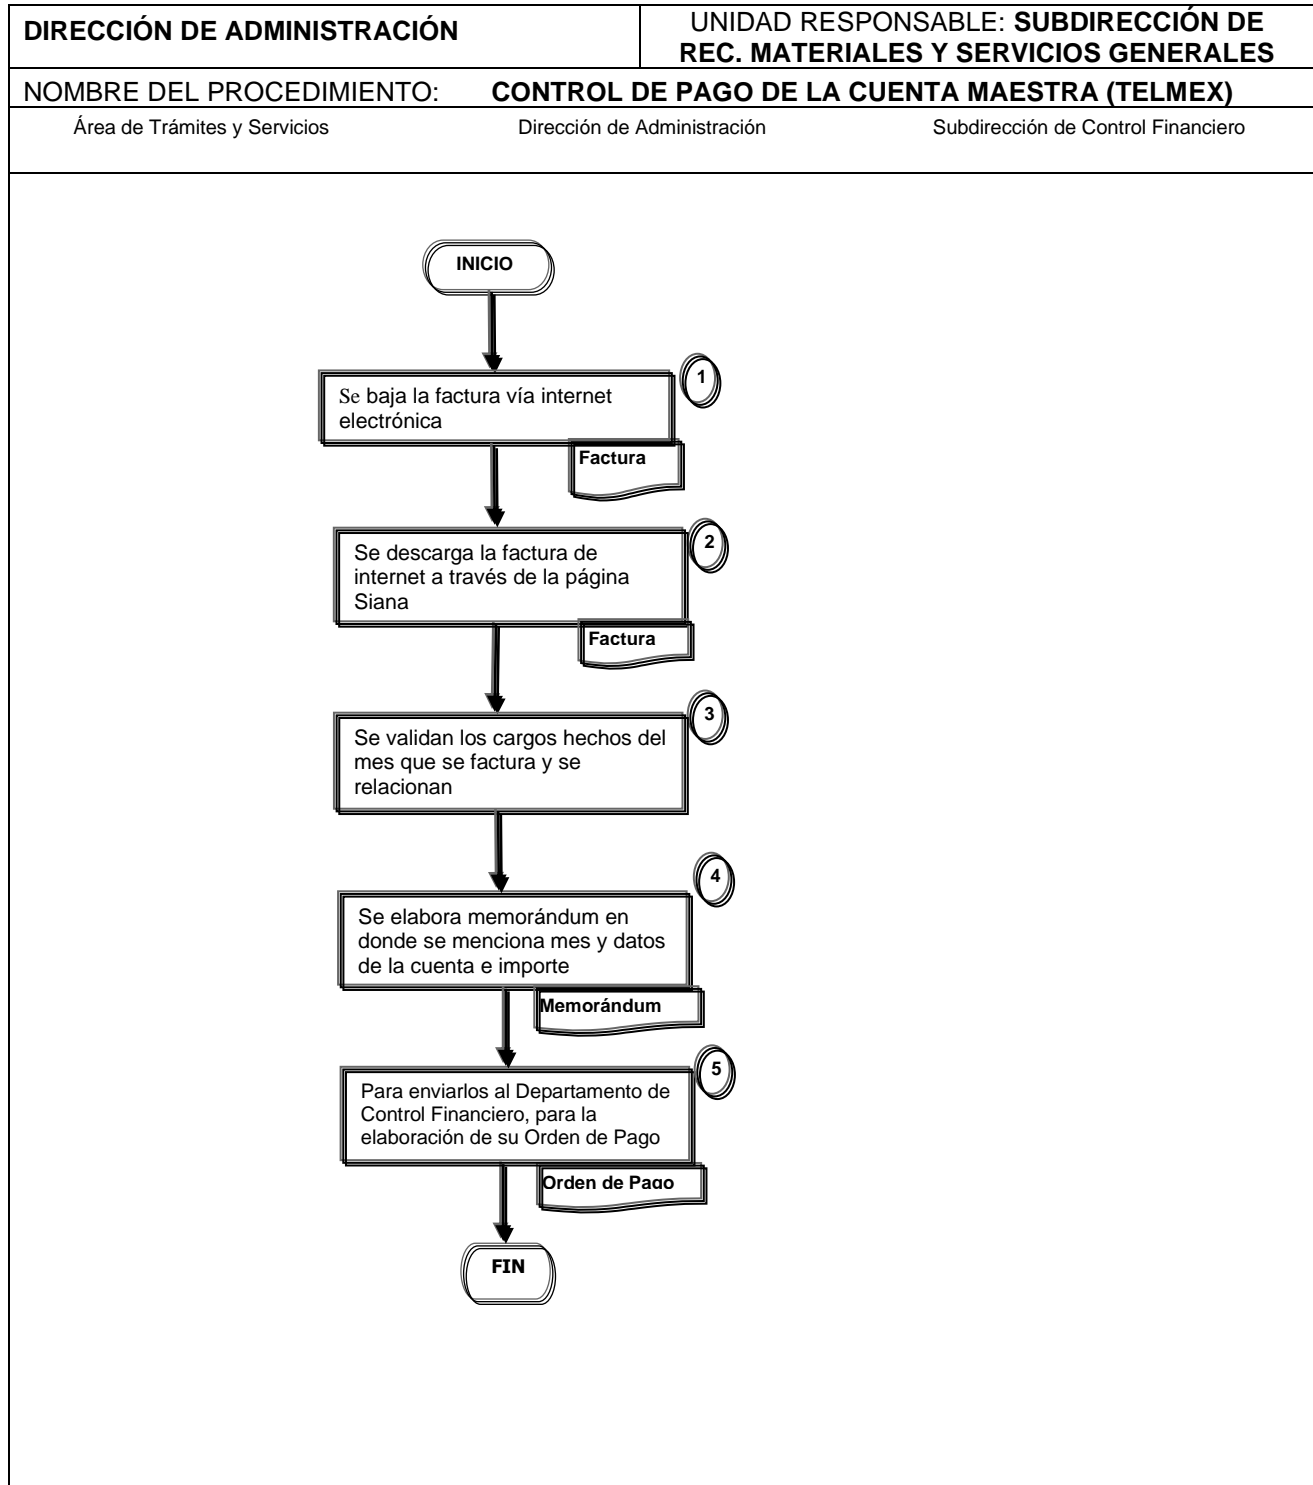 DIRECCIÓN DE ADMINISTRACIÓN
UNIDAD RESPONSABLE: SUBDIRECCIÓN DE
REC. MATERIALES Y SERVICIOS GENERALES
NOMBRE DEL PROCEDIMIENTO: CONTROL DE PAGO DE LA CUENTA MAESTRA (TELMEX)
Área de Trámites y Servicios
Dirección de Administración
Subdirección de Control Financiero
INICIO
1
Se baja la factura vía internet
electrónica
Factura
2
Se descarga la factura de
internet a través de la página
Siana
Factura
3
Se validan los cargos hechos del
mes que se factura y se
relacionan
4
Se elabora memorándum en
donde se menciona mes y datos
de la cuenta e importe
Memorándum
5
Para enviarlos al Departamento de
Control Financiero, para la
elaboración de su Orden de Pago
Orden de Pago
FIN